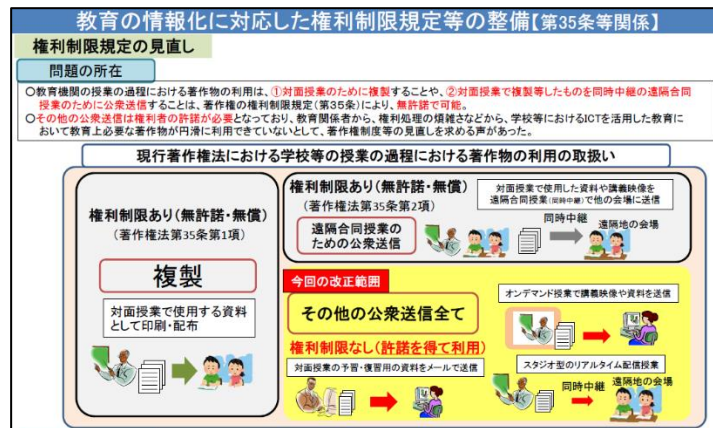 教育の情報化に対応した権利制限規定等の整備【第35条等関係】
権利制限規定の見直し
問題の所在
○教育機関の授業の過程における著作物の利用は、①対面授業のために複製することや、②対面授業で複製等したものを同時中継の遠隔合同
授業のために公衆送信することは、著作権の権利制限規定(第35条)により、無許諾で可能。
○その他の公衆送信は権利者の許諾が必要となっており、教育関係者から、権利処理の煩雑さなどから、学校等におけるICTを活用した教育に
おいて教育上必要な著作物が円滑に利用できていないとして、著作権制度等の見直しを求める声があった。
現行著作権法における学校等の授業の過程における著作物の利用の取扱い
権利制限あり(無許諾・無償)
(著作権法第35条第1項)
複製
対面授業で使用する資料
として印刷・配布
権利制限あり(無許諾・無償)
(著作権法第35条第2項)
遠隔合同授業の
ための公衆送信
対面授業で使用した資料や講義映像を
遠隔合同授業(同時中継)で他の会場に送信
同時中継
遠隔地の会場
今回の改正範囲
その他の公衆送信全て
権利制限なし(許諾を得て利用)
対面授業の予習・復習用の資料をメールで送信
オンデマンド授業で講義映像や資料を送信
スタジオ型のリアルタイム配信授業
同時中継
遠隔地の会場